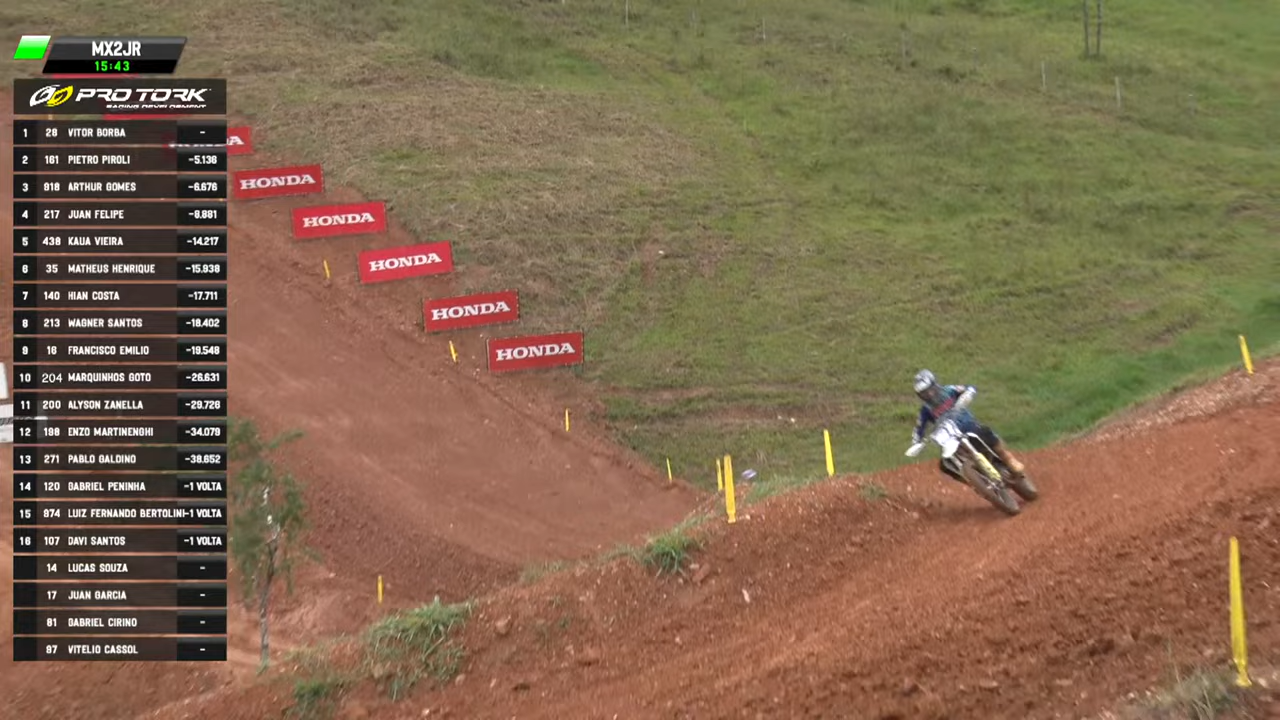 MX2JR
15:43
PRO TORK
RACING DEVELOPMENT
1 28 VITOR BORBA -
2 161 PIETRO PIROLI -5.136
3 918 ARTHUR GOMES -6.676
4 217 JUAN FELIPE -8.881
5 438 KAUA VIEIRA -14.217
6 35 MATHEUS HENRIQUE -15.938
7 140 HIAN COSTA -17.711
8 213 WAGNER SANTOS -18.402
9 16 FRANCISCO EMILIO -19.548
10 204 MARQUINHOS GOTO -26.631
11 200 ALYSON ZANELLA -29.726
12 198 ENZO MARTINENGHI -34.079
13 271 PABLO GALDINO -38.652
14 120 GABRIEL PENINHA -1 VOLTA
15 974 LUIZ FERNANDO BERTOLINI -1 VOLTA
16 107 DAVI SANTOS -1 VOLTA
14 LUCAS SOUZA -
17 JUAN GARCIA -
81 GABRIEL CIRINO -
97 VITELIO CASSOL -
HONDA
HONDA
HONDA
HONDA
HONDA